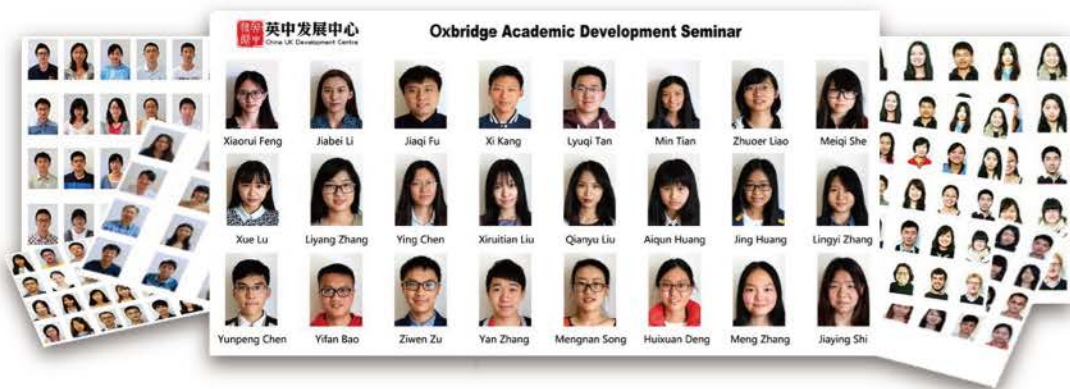 英中发展中心
China UK Development Centre
Oxbridge Academic Development Seminar
Xiaorui Feng Jiabei Li Jiaqi Fu Xi Kang Lyuqi Tan Min Tian Zhuoer Liao Meiqi She
Xue Lu Liyang Zhang Ying Chen Xiruitian Liu Qianyu Liu Aiqun Huang Jing Huang Lingyi Zhang
Yunpeng Chen Yifan Bao Ziwen Zu Yan Zhang Mengnan Song Huixuan Deng Meng Zhang Jiaying Shi